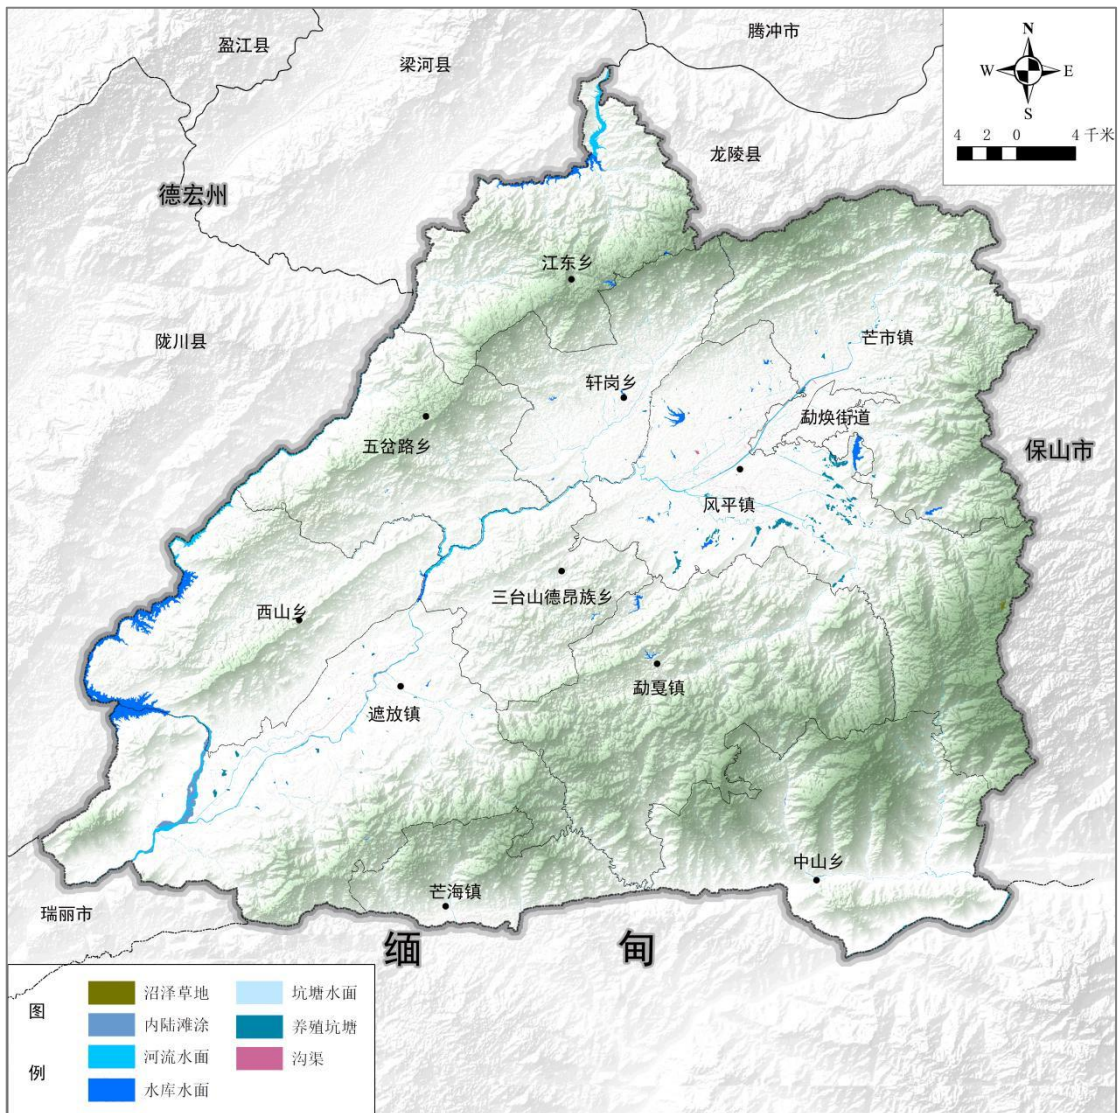 盈江县
梁河县
腾冲市
N
W
E
S
4 2 0 4 千米
龙陵县
德宏州
江东乡
陇川县
芒市镇
轩岗乡
勐焕街道
五岔路乡
保山市
风平镇
三台山德昂族乡
西山乡
勐戛镇
遮放镇
中山乡
芒海镇
瑞丽市
缅 甸
图 例
沼泽草地
内陆滩涂
河流水面
水库水面
坑塘水面
养殖坑塘
沟渠